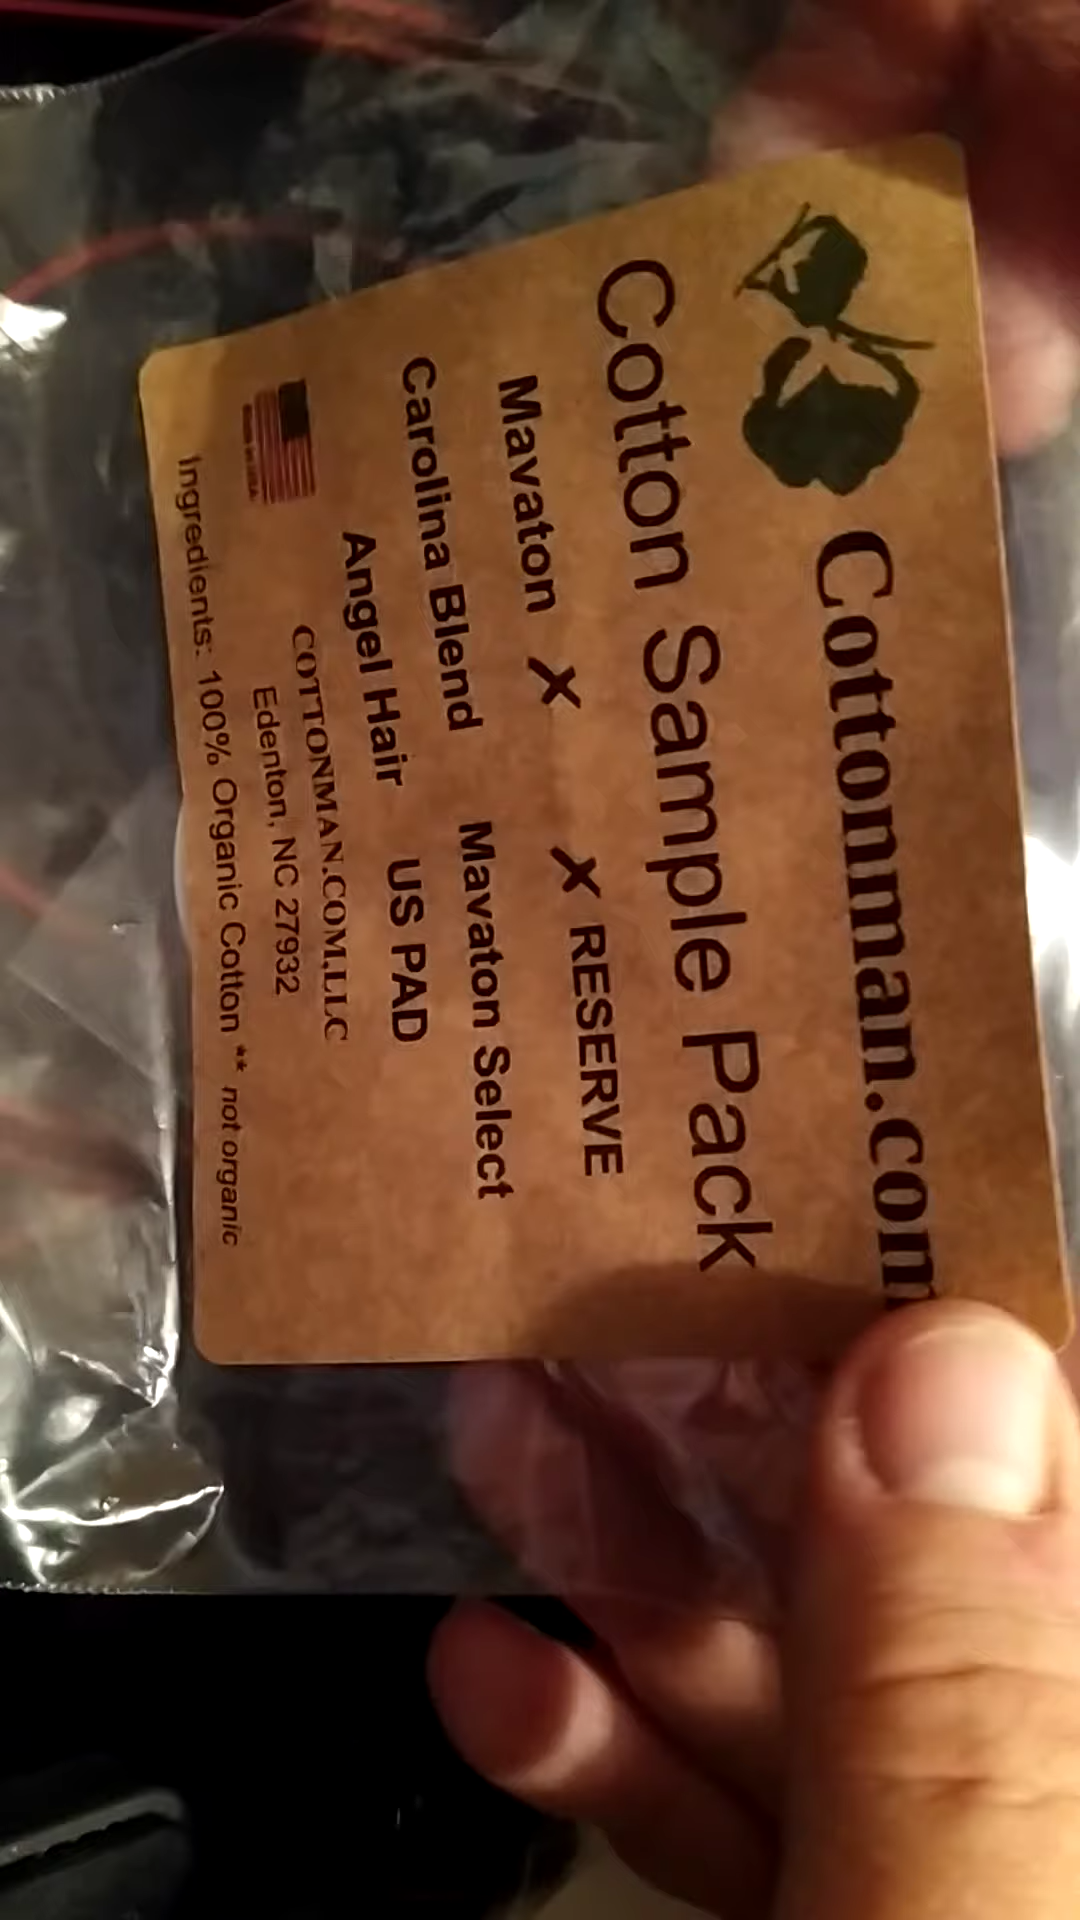 Cottonman.com
Cotton Sample Pack
Mavaton X X RESERVE
Carolina Blend Mavaton Select
Angel Hair US PAD
COTTONMAN.COM,LLC
Edenton, NC 27932
Ingredients: 100% Organic Cotton ** not organic